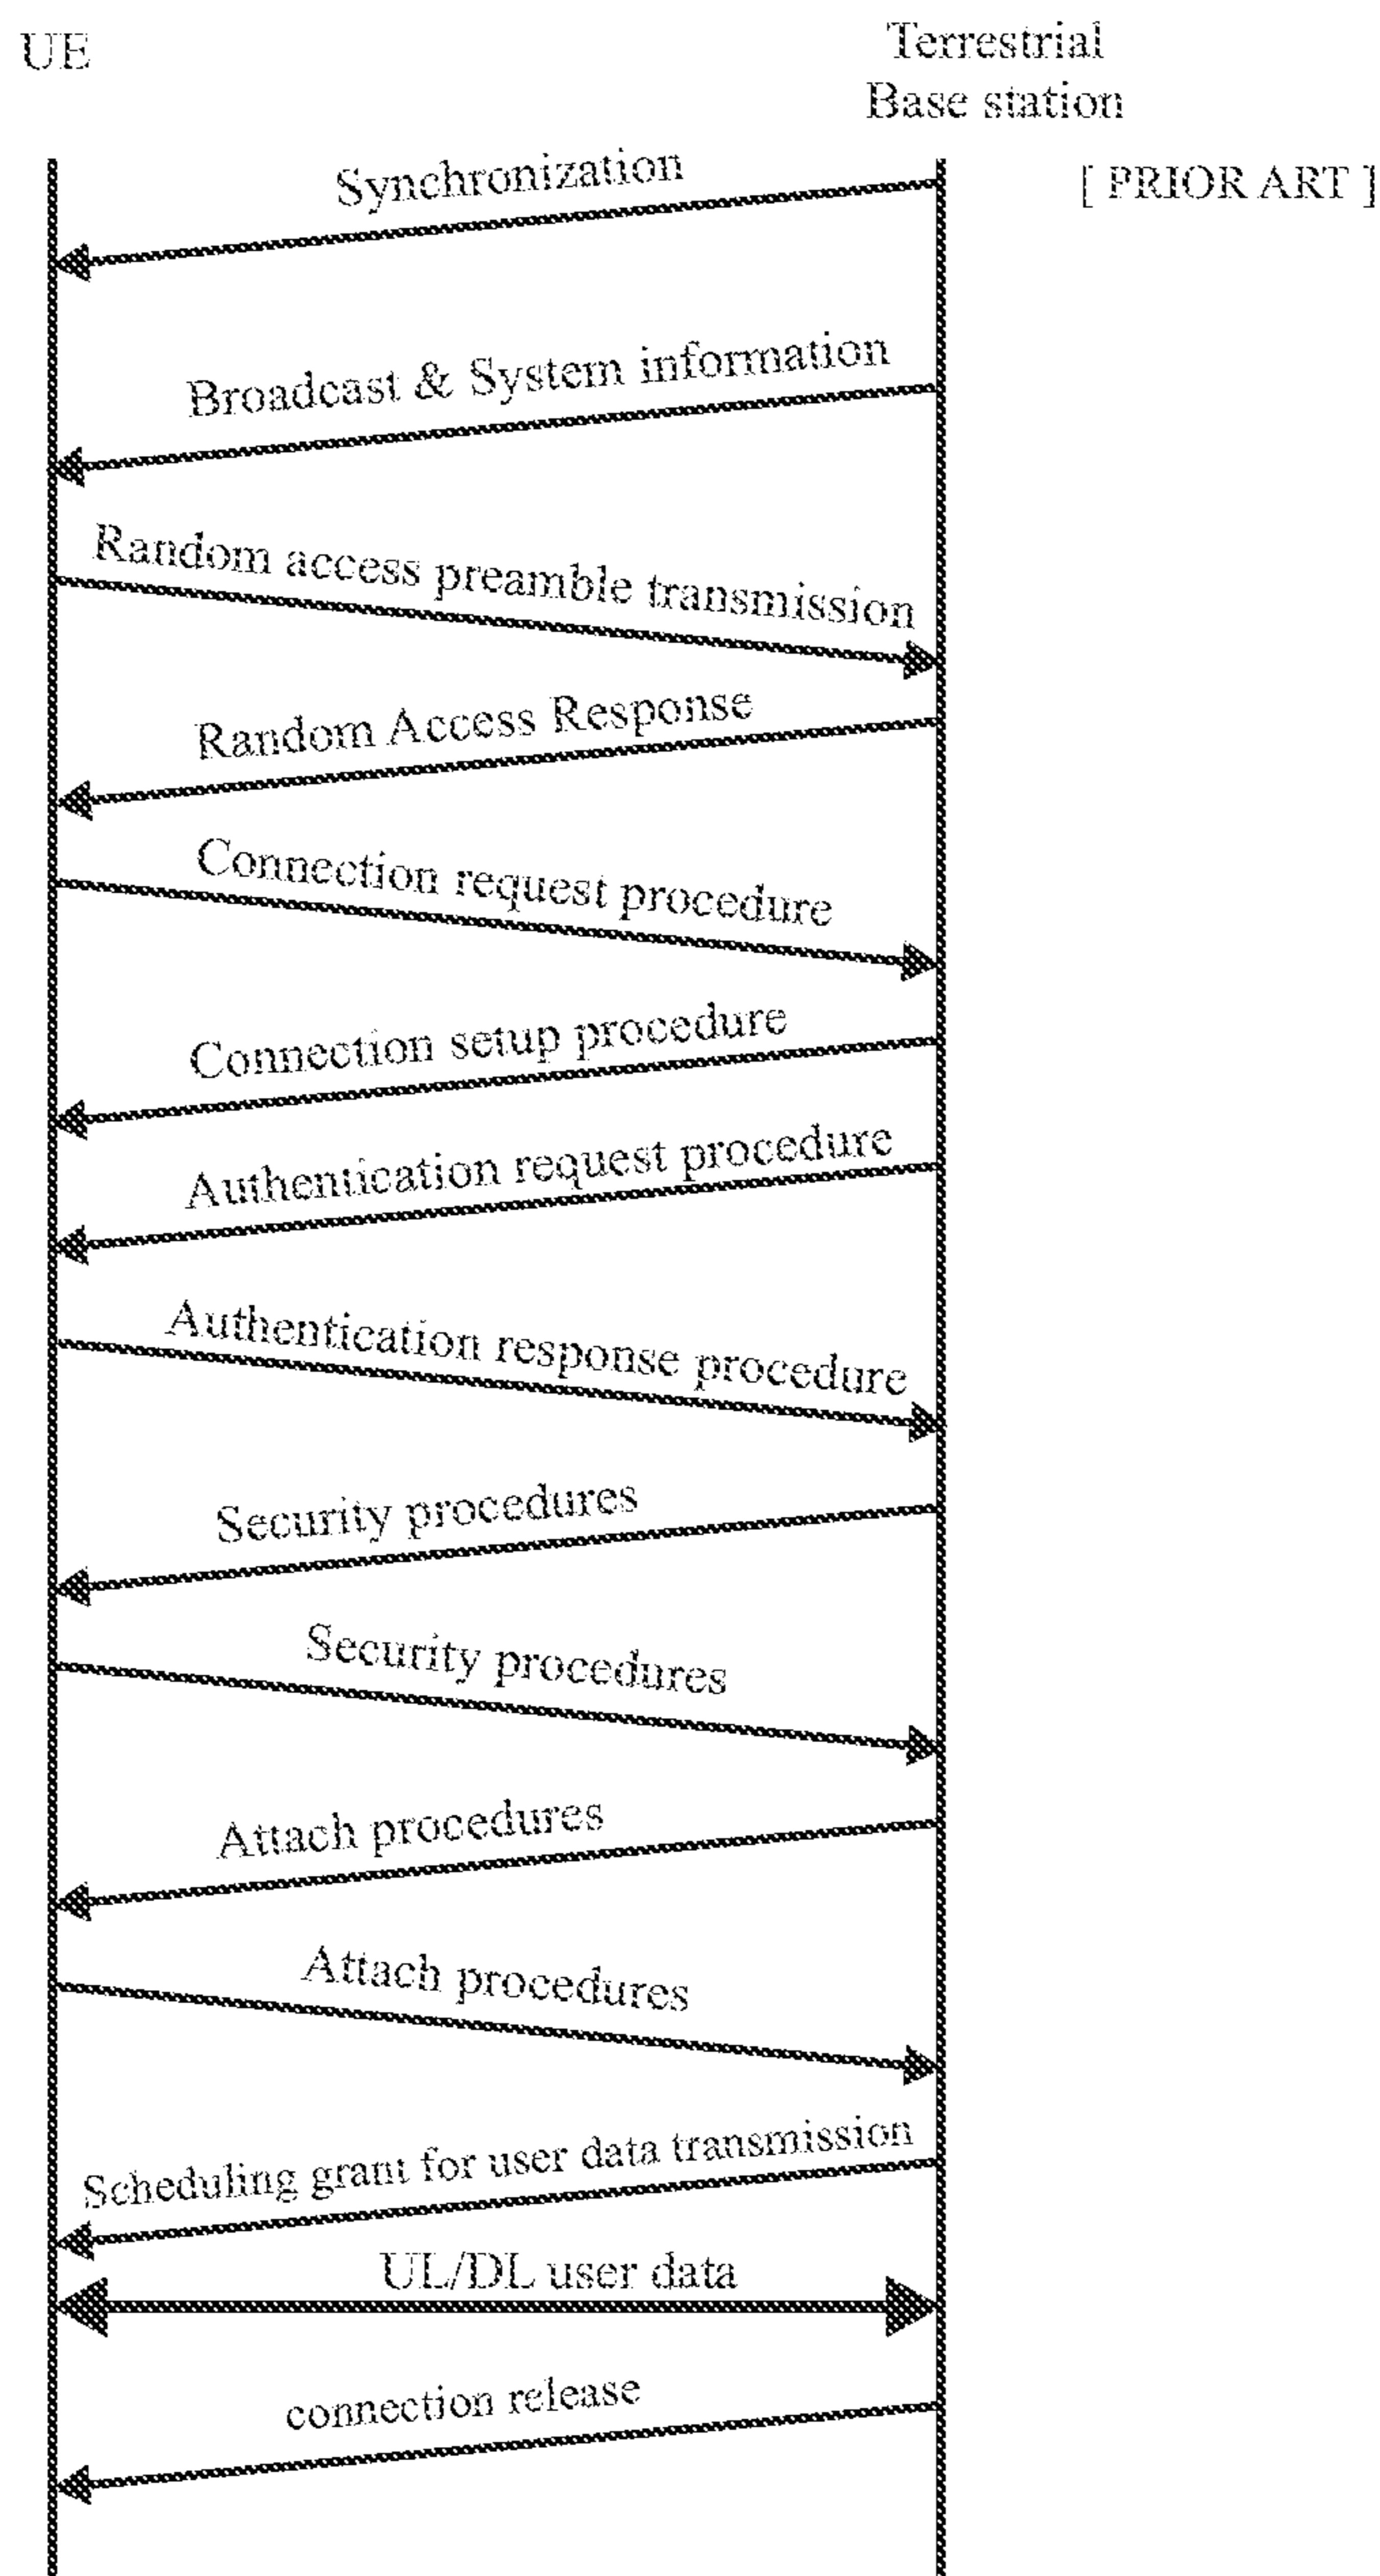 UE
Terrestrial
Base station
[ PRIOR ART ]
Synchronization
Broadcast & System information
Random access preamble transmission
Random Access Response
Connection request procedure
Connection setup procedure
Authentication request procedure
Authentication response procedure
Security procedures
Security procedures
Attach procedures
Attach procedures
Scheduling grant for user data transmission
UL/DL user data
connection release